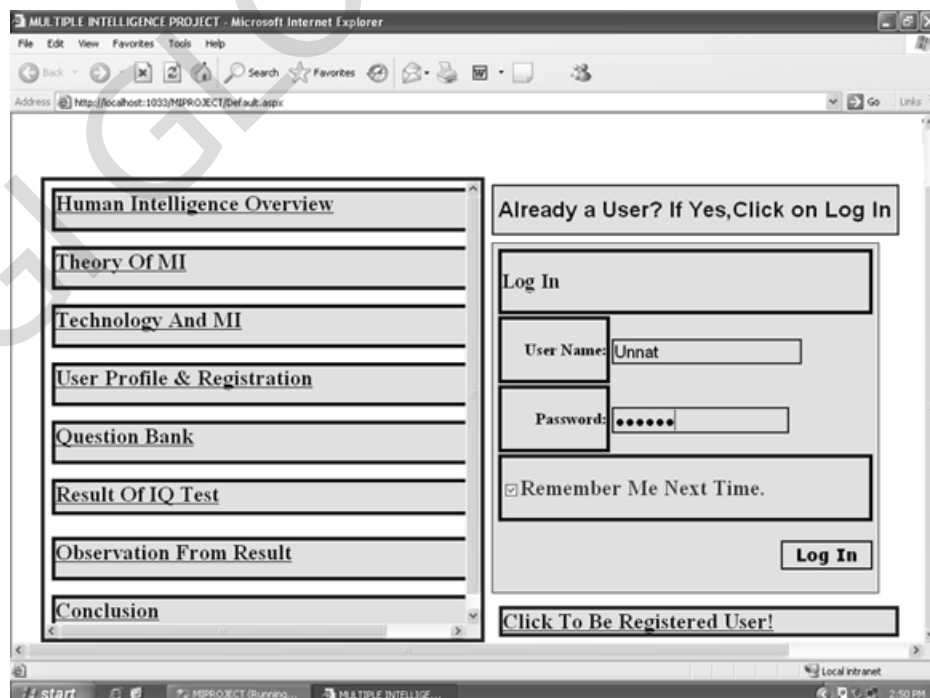 MULTIPLE INTELLIGENCE PROJECT - Microsoft Internet Explorer
File Edit View Favorites Tools Help
Back Search Favorites
Address http://localhost:1033/MIPROJECT/Default.aspx Go Links
Human Intelligence Overview
Theory Of MI
Technology And MI
User Profile & Registration
Question Bank
Result Of IQ Test
Observation From Result
Conclusion
Already a User? If Yes,Click on Log In
Log In
User Name: Unnat
Password: ••••••
Remember Me Next Time.
Log In
Click To Be Registered User!
Local intranet
start MIPROJECT (Running... MULTIPLE INTELLIGE... 2:50 PM